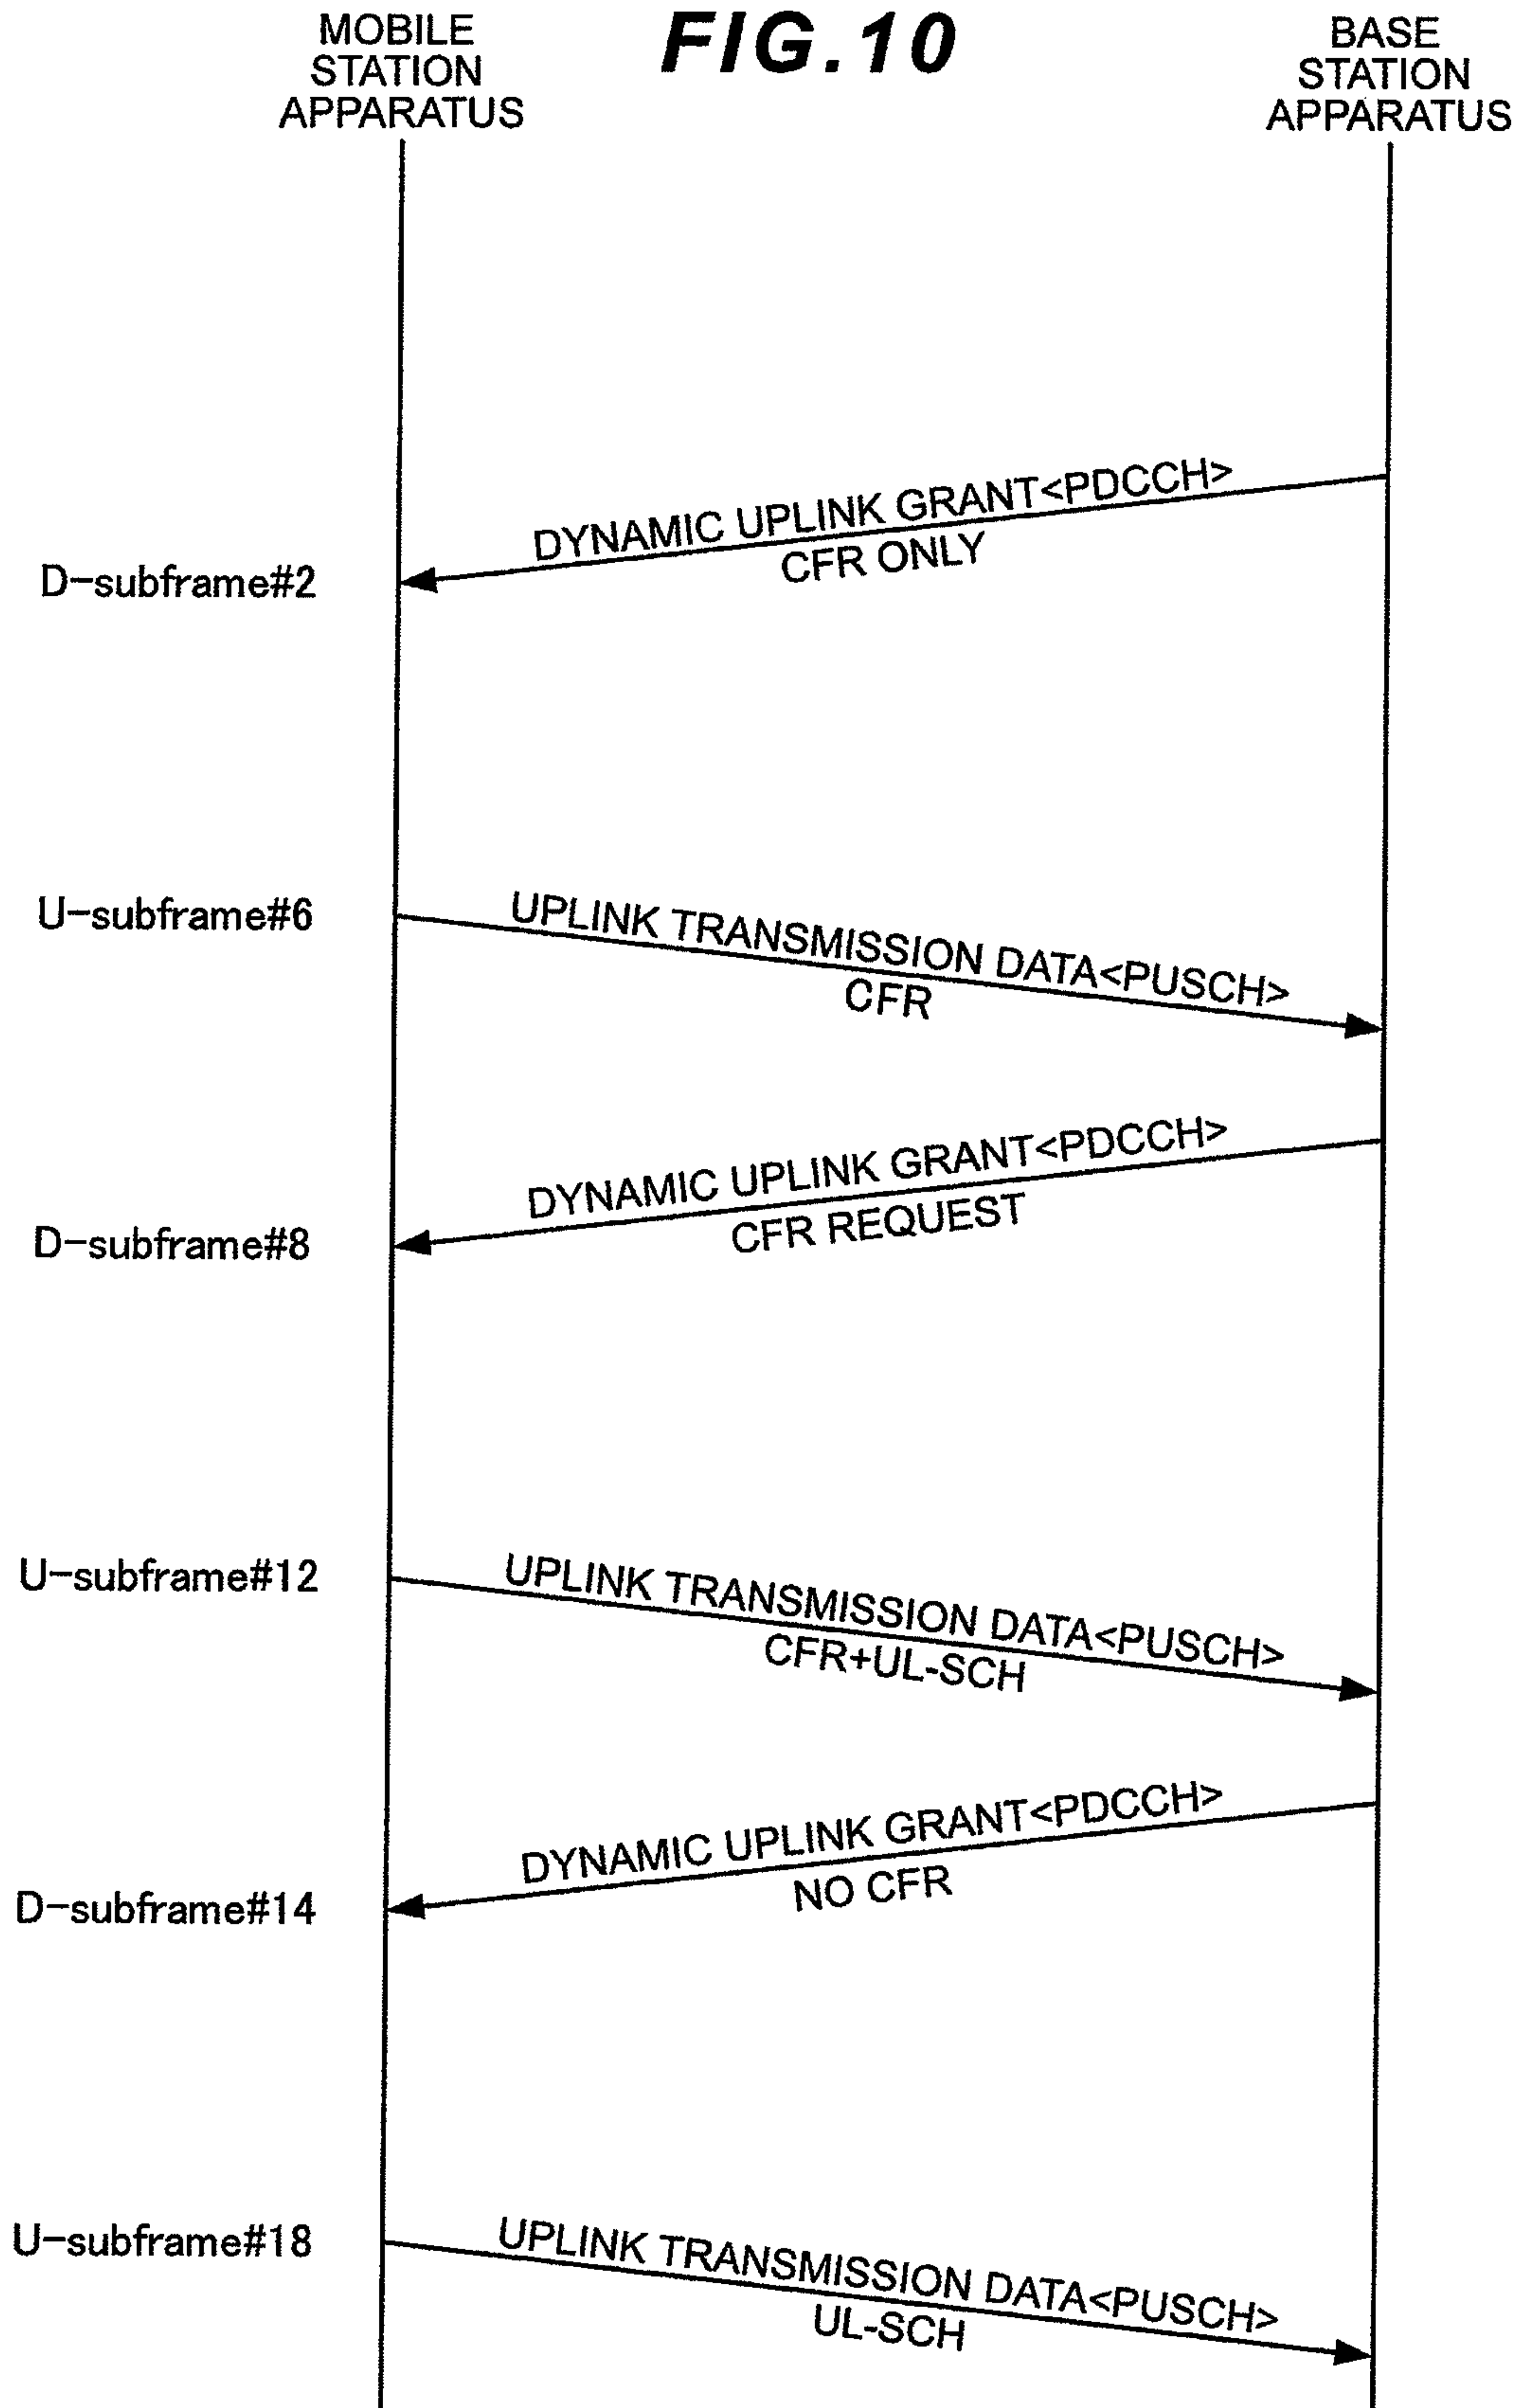 FIG.10
MOBILE
STATION
APPARATUS
BASE
STATION
APPARATUS
DYNAMIC UPLINK GRANT<PDCCH>
CFR ONLY
D-subframe#2
U-subframe#6
UPLINK TRANSMISSION DATA<PUSCH>
CFR
DYNAMIC UPLINK GRANT<PDCCH>
CFR REQUEST
D-subframe#8
U-subframe#12
UPLINK TRANSMISSION DATA<PUSCH>
CFR+UL-SCH
DYNAMIC UPLINK GRANT<PDCCH>
NO CFR
D-subframe#14
U-subframe#18
UPLINK TRANSMISSION DATA<PUSCH>
UL-SCH